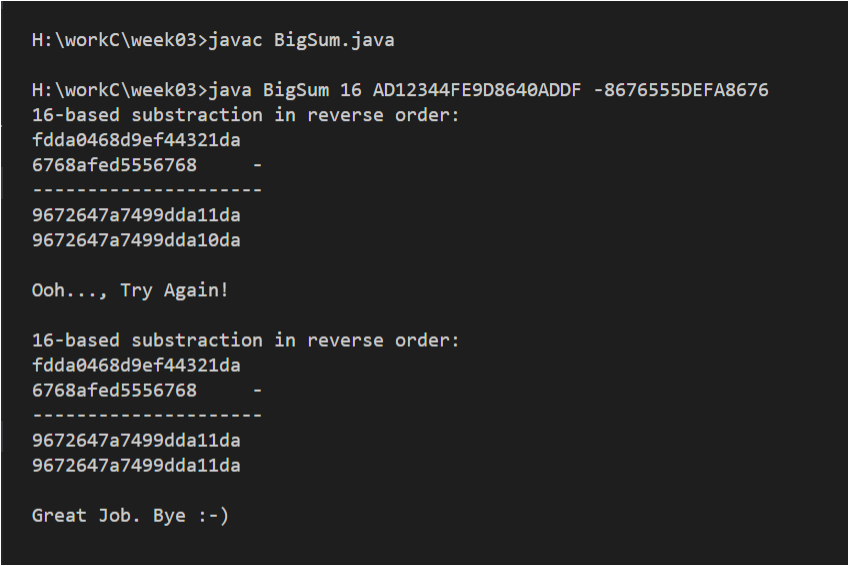 H:\workC\week03>javac BigSum.java
H:\workC\week03>java BigSum 16 AD12344FE9D8640ADDF -8676555DEFA8676
16-based substraction in reverse order:
fdda0468d9ef44321da
6768afed5556768     -
---------------------
9672647a7499dda11da
9672647a7499dda10da
Ooh..., Try Again!
16-based substraction in reverse order:
fdda0468d9ef44321da
6768afed5556768     -
---------------------
9672647a7499dda11da
9672647a7499dda11da
Great Job. Bye :-)